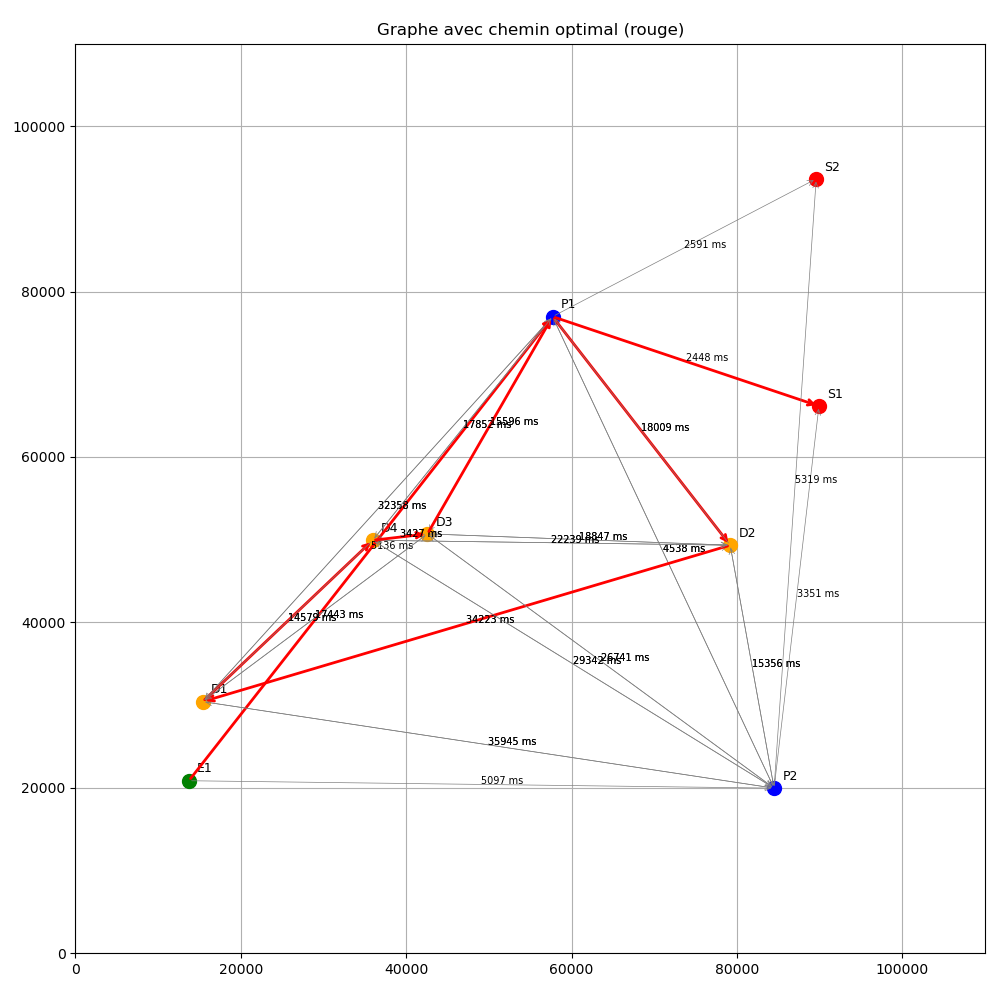 Graphe avec chemin optimal (rouge)
100000
80000
60000
40000
20000
0
0
20000
40000
60000
80000
100000
S2
2591 ms
P1
2448 ms
S1
17852 ms
15596 ms
18009 ms
5319 ms
32358 ms
D4
D3
3427 ms
5136 ms
22239 ms
18847 ms
4538 ms
D2
3351 ms
14579 ms
17443 ms
34223 ms
29342 ms
26741 ms
15356 ms
D1
35945 ms
E1
5097 ms
P2